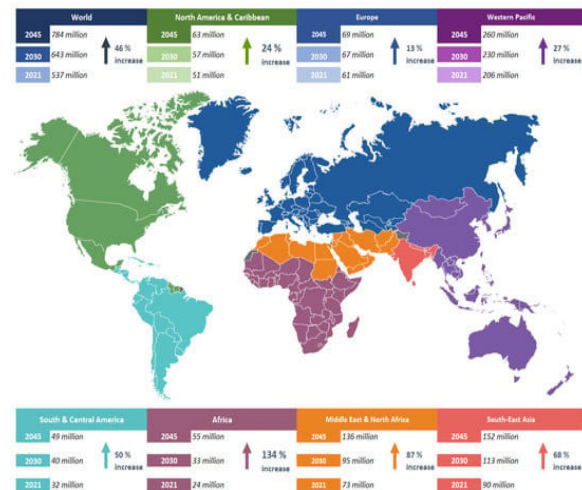 World
2045 784 million
2030 643 million
2021 537 million
46 %
increase
North America & Caribbean
2045 63 million
2030 57 million
2021 51 million
24 %
increase
Europe
2045 69 million
2030 67 million
2021 61 million
13 %
increase
Western Pacific
2045 260 million
2030 230 million
2021 206 million
27 %
increase
South & Central America
2045 49 million
2030 40 million
2021 32 million
50 %
increase
Africa
2045 55 million
2030 33 million
2021 24 million
134 %
increase
Middle East & North Africa
2045 136 million
2030 95 million
2021 73 million
87 %
increase
South-East Asia
2045 152 million
2030 113 million
2021 90 million
68 %
increase